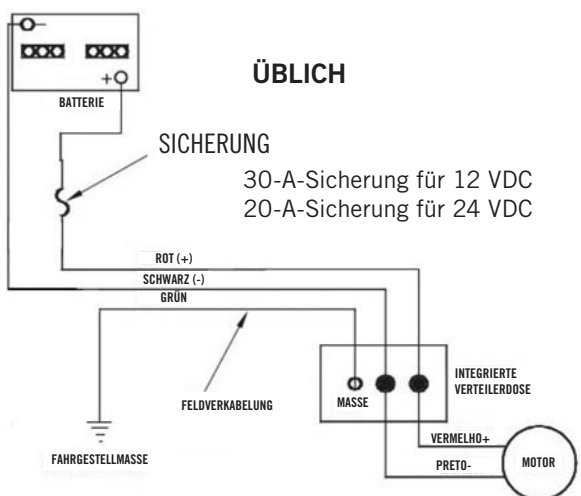 ÜBLICH
+
BATTERIE
SICHERUNG
30-A-Sicherung für 12 VDC
20-A-Sicherung für 24 VDC
ROT (+)
SCHWARZ (-)
GRÜN
FELDVERKABELUNG
MASSE
INTEGRIERTE
VERTEILERDOSE
FAHRGESTELLMASSE
VERMELHO+
PRETO-
MOTOR